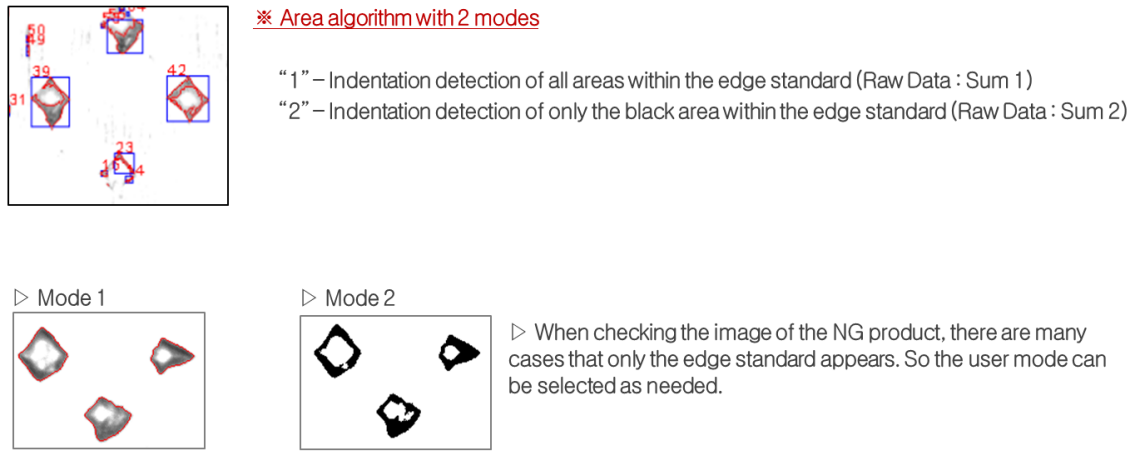 ※ Area algorithm with 2 modes
50
49
39
42
31
23
4
“1” – Indentation detection of all areas within the edge standard (Raw Data : Sum 1)
“2” – Indentation detection of only the black area within the edge standard (Raw Data : Sum 2)
▷ Mode 1
▷ Mode 2
▷ When checking the image of the NG product, there are many
cases that only the edge standard appears. So the user mode can
be selected as needed.